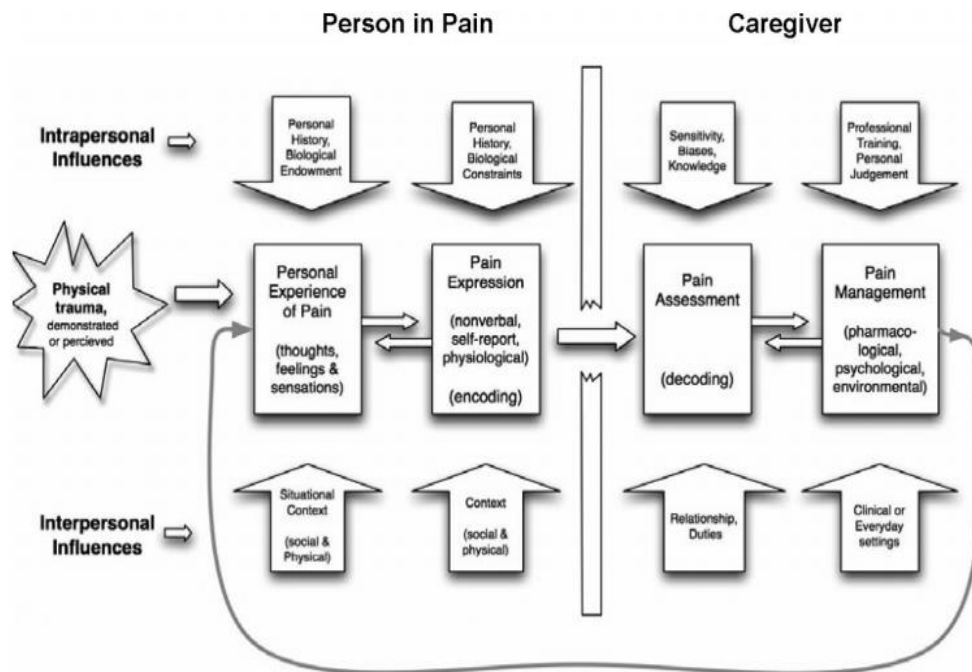 Person in Pain
Caregiver
Intrapersonal
Influences
Personal
History,
Biological
Endowment
Personal
History,
Biological
Constraints
Sensitivity,
Biases,
Knowledge
Professional
Training,
Personal
Judgement
Physical
trauma,
demonstrated
or percieved
Personal
Experience
of Pain
(thoughts,
feelings &
sensations)
Pain
Expression
(nonverbal,
self-report,
physiological)
(encoding)
Pain
Assessment
(decoding)
Pain
Management
(pharmaco-
logical,
psychological,
environmental)
Interpersonal
Influences
Situational
Context
(social &
Physical)
Context
(social &
physical)
Relationship,
Duties
Clinical or
Everyday
settings